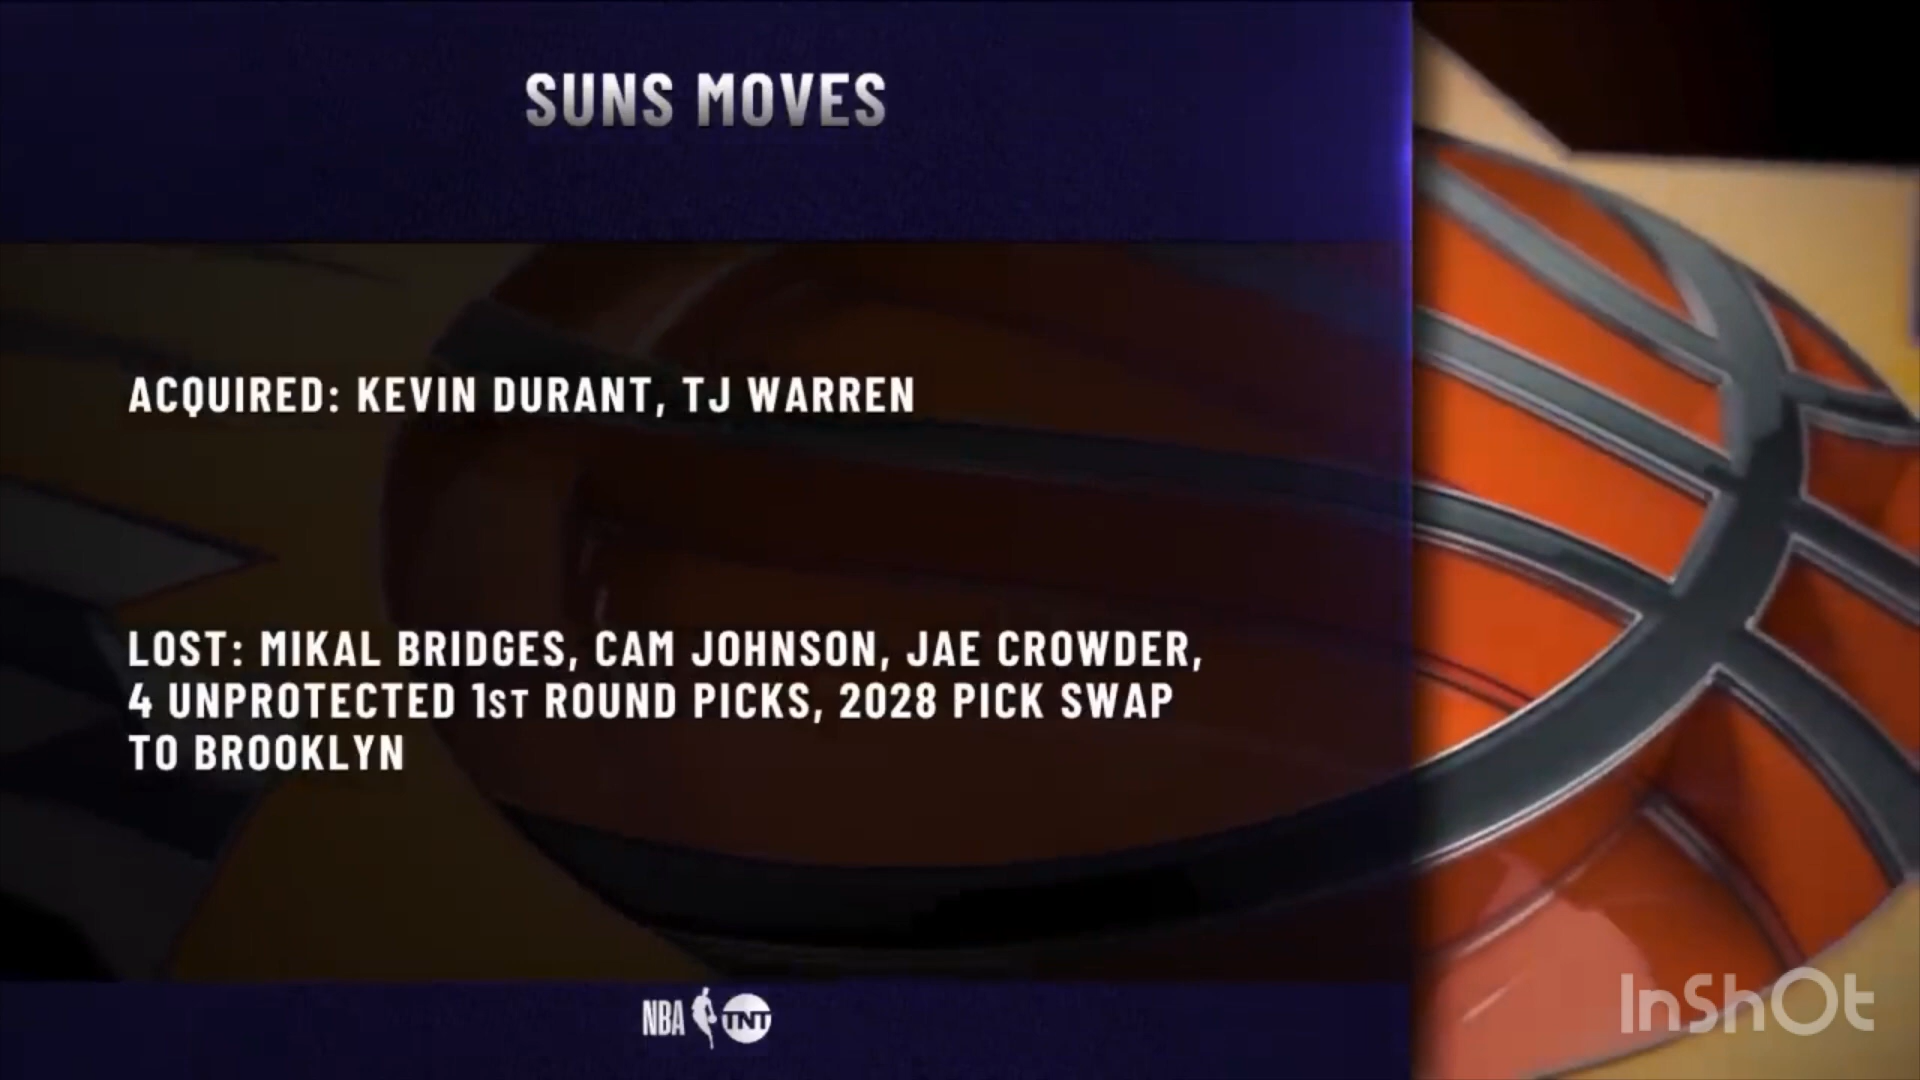 SUNS MOVES
ACQUIRED: KEVIN DURANT, TJ WARREN
LOST: MIKAL BRIDGES, CAM JOHNSON, JAE CROWDER,
4 UNPROTECTED 1ST ROUND PICKS, 2028 PICK SWAP
TO BROOKLYN
NBA TNT
InShOt